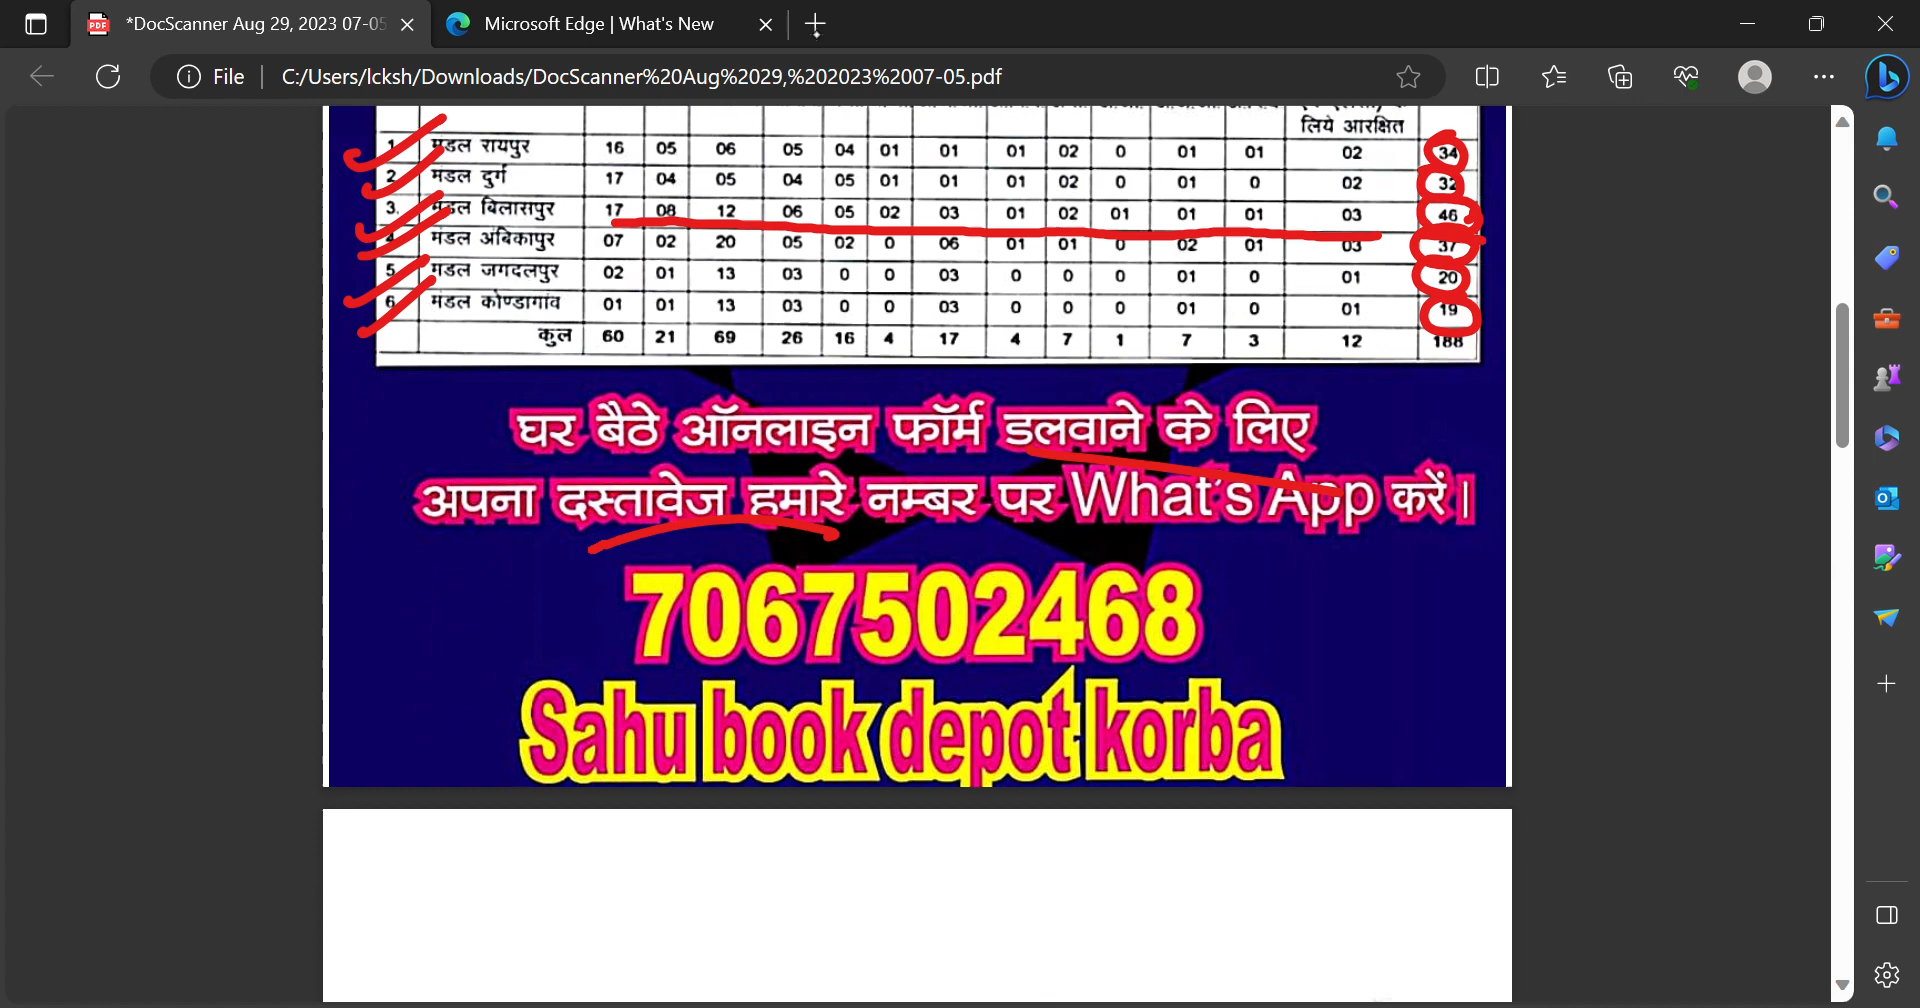 *DocScanner Aug 29, 2023 07-05
Microsoft Edge | What's New
File
C:/Users/lcksh/Downloads/DocScanner%20Aug%2029,%202023%2007-05.pdf
लिये आरक्षित
1. मंडल रायपुर 16 05 06 05 04 01 01 01 02 0 01 01 02 34
2. मंडल दुर्ग 17 04 05 04 05 01 01 01 02 0 01 0 02 32
3. मंडल बिलासपुर 17 08 12 06 05 02 03 01 02 01 01 01 03 46
4. मंडल अंबिकापुर 07 02 20 05 02 0 06 01 01 0 02 01 03 37
5. मंडल जगदलपुर 02 01 13 03 0 0 03 0 0 0 01 0 01 20
6. मंडल कोण्डागांव 01 01 13 03 0 0 03 0 0 0 01 0 01 19
कुल 60 21 69 26 16 4 17 4 7 1 7 3 12 188
घर बैठे ऑनलाइन फॉर्म डलवाने के लिए
अपना दस्तावेज हमारे नम्बर पर What's App करें।
7067502468
Sahu book depot korba